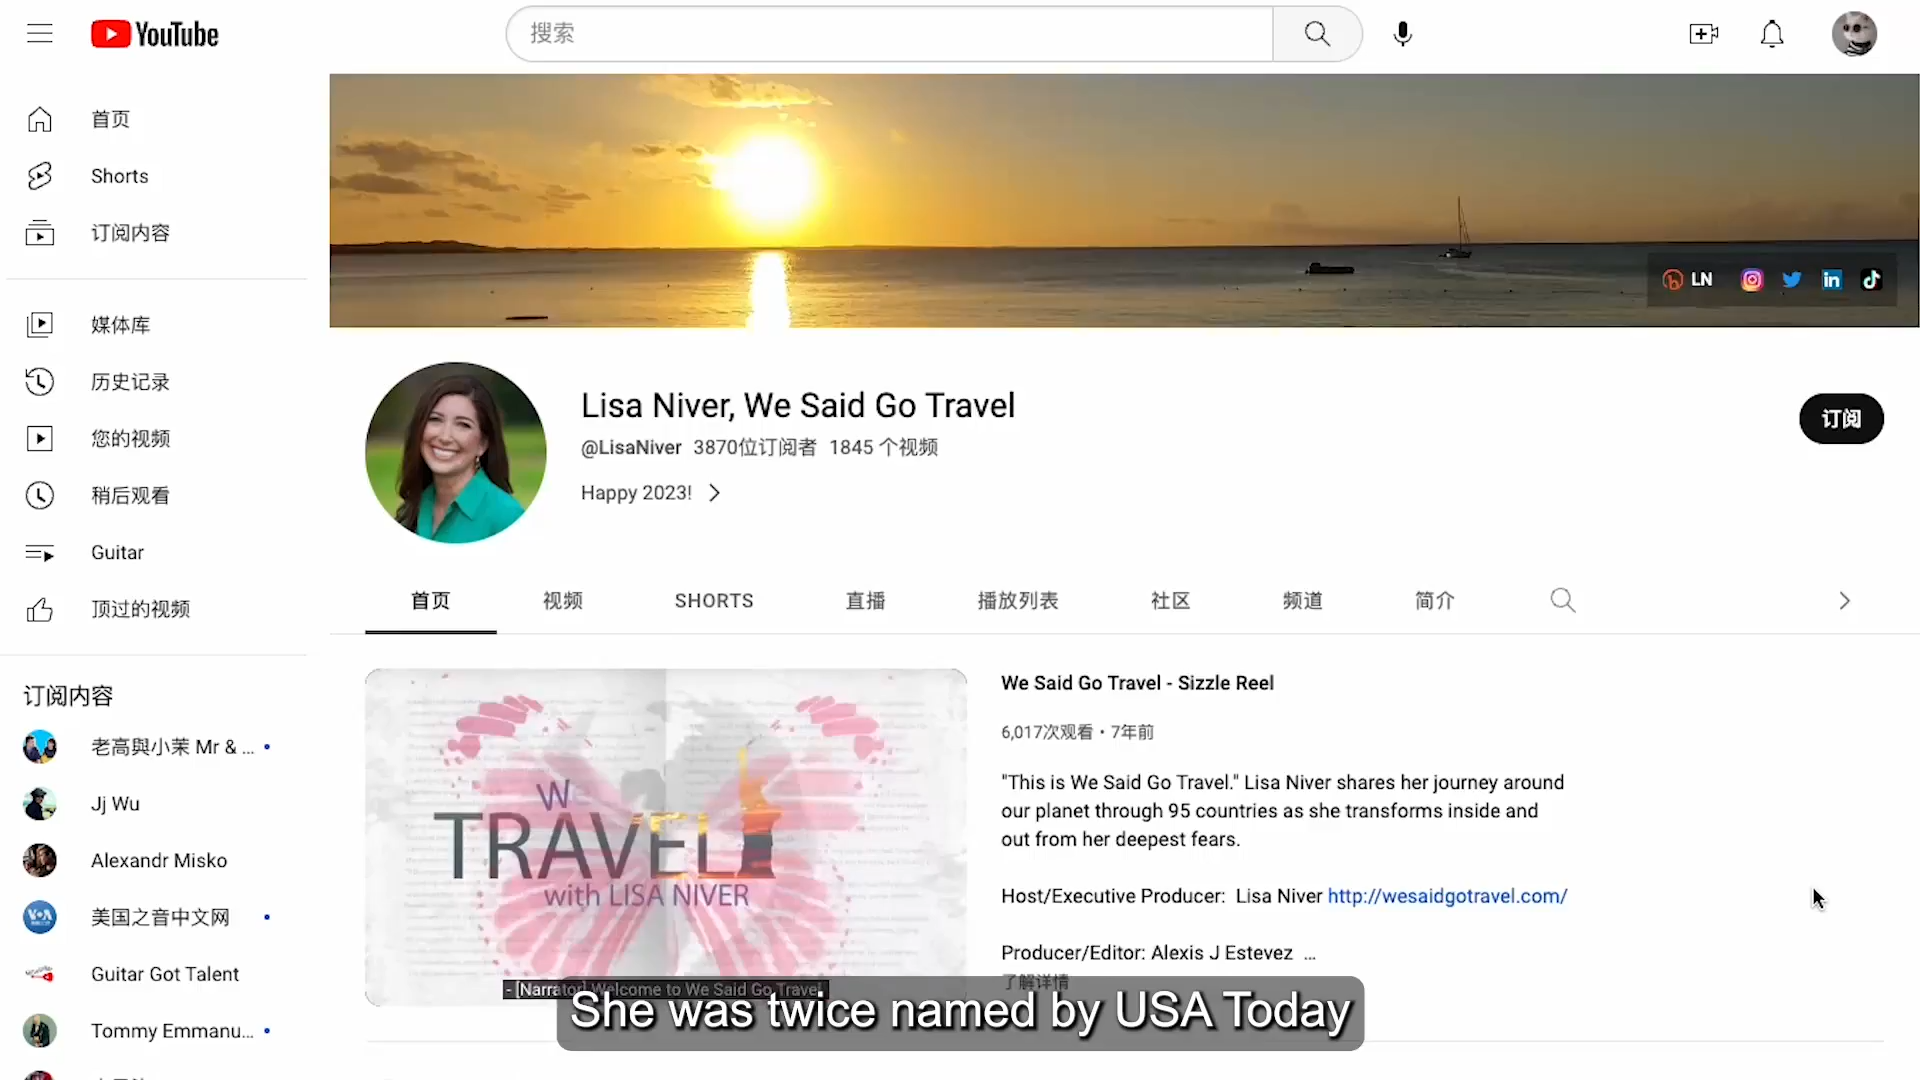 YouTube
搜索
首页
Shorts
订阅内容
媒体库
历史记录
您的视频
稍后观看
Guitar
顶过的视频
订阅内容
老高與小茉 Mr & ...
Jj Wu
Alexandr Misko
VOA
美国之音中文网
Guitar Got Talent
Tommy Emmanu...
LN
in
Lisa Niver, We Said Go Travel
@LisaNiver 3870位订阅者 1845 个视频
Happy 2023!
订阅
首页 视频 SHORTS 直播 播放列表 社区 频道 简介
We
TRAVEL
with LISA NIVER
- [Narrator] Welcome to We Said Go Travel
We Said Go Travel - Sizzle Reel
6,017次观看 • 7年前
"This is We Said Go Travel." Lisa Niver shares her journey around
our planet through 95 countries as she transforms inside and
out from her deepest fears.
Host/Executive Producer: Lisa Niver http://wesaidgotravel.com/
Producer/Editor: Alexis J Estevez ...
了解详情
She was twice named by USA Today